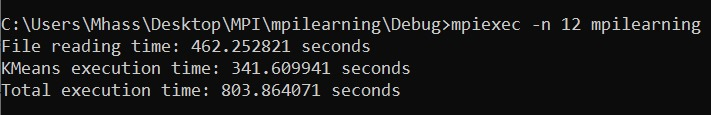 C:\Users\Mhass\Desktop\MPI\mpilearning\Debug>mpiexec -n 12 mpilearning
File reading time: 462.252821 seconds
KMeans execution time: 341.609941 seconds
Total execution time: 803.864071 seconds